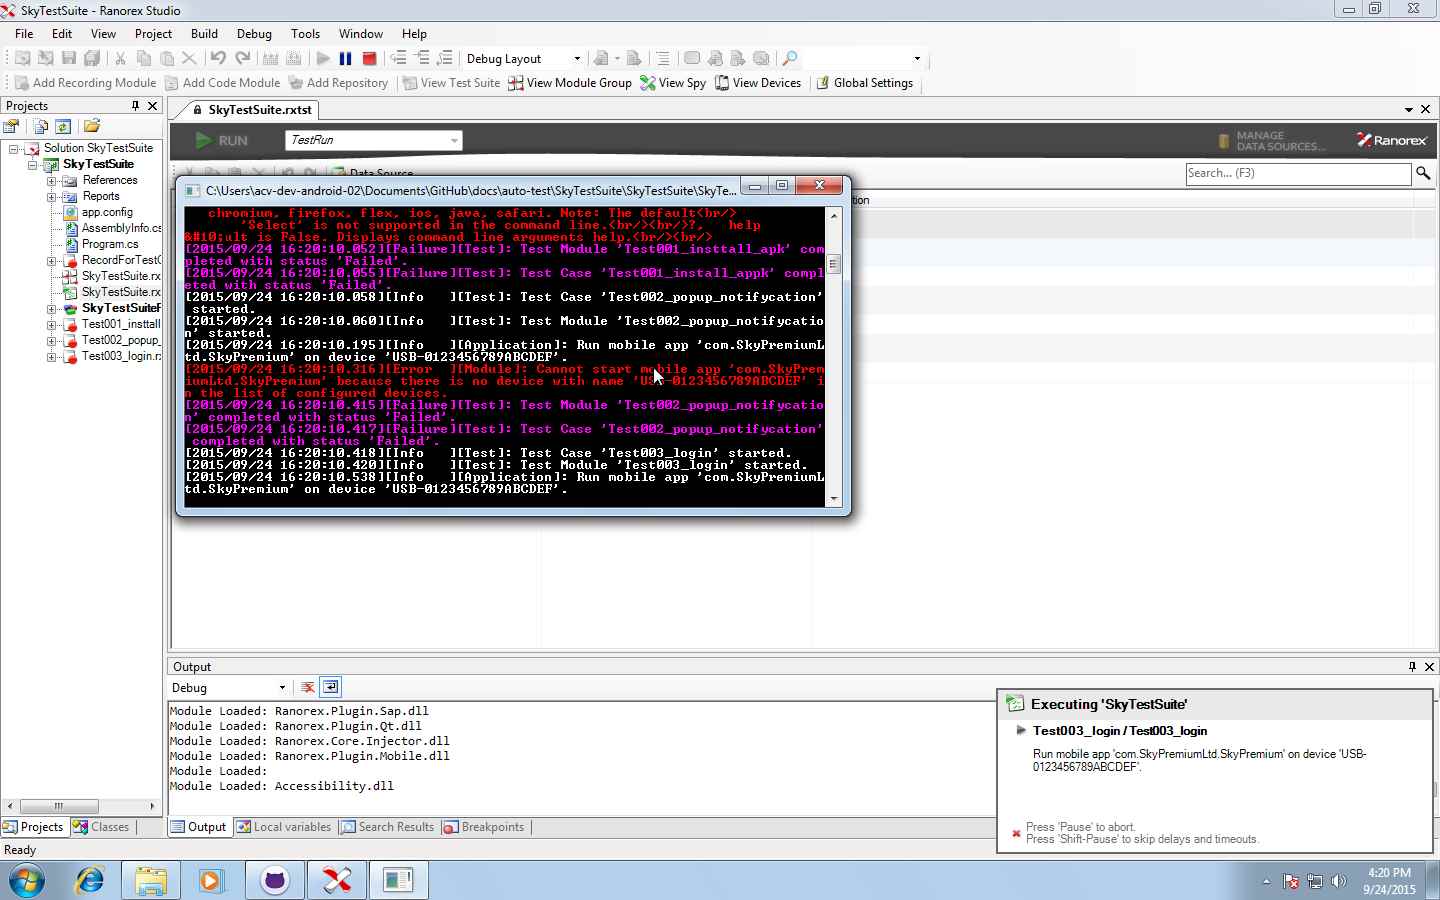 SkyTestSuite - Ranorex Studio
File Edit View Project Build Debug Tools Window Help
Debug Layout
Add Recording Module Add Code Module Add Repository View Test Suite View Module Group View Spy View Devices Global Settings
Projects
SkyTestSuite.rxtst
RUN TestRun MANAGE DATA SOURCES... Ranorex
Data Source
Search... (F3)
Solution SkyTestSuite
SkyTestSuite
References
Reports
app.config
AssemblyInfo.cs
Program.cs
RecordForTest
SkyTestSuite.rx
SkyTestSuite.rx
SkyTestSuiteF
Test001_insttall
Test002_popup_
Test003_login.rx
C:\Users\acv-dev-android-02\Documents\GitHub\docs\auto-test\SkyTestSuite\SkyTestSuite\SkyTe...
chromium, firefox, flex, ios, java, safari. Note: The default<br/>
'Select' is not supported in the command line.<br/><br/>?, help
&#10;ult is False. Displays command line arguments help.<br/><br/>
[2015/09/24 16:20:10.052][Failure][Test]: Test Module 'Test001_insttall_apk' com
pleted with status 'Failed'.
[2015/09/24 16:20:10.055][Failure][Test]: Test Case 'Test001_install_appk' compl
eted with status 'Failed'.
[2015/09/24 16:20:10.058][Info ][Test]: Test Case 'Test002_popup_notifycation'
started.
[2015/09/24 16:20:10.060][Info ][Test]: Test Module 'Test002_popup_notifycatio
n' started.
[2015/09/24 16:20:10.195][Info ][Application]: Run mobile app 'com.SkyPremiumL
td.SkyPremium' on device 'USB-0123456789ABCDEF'.
[2015/09/24 16:20:10.316][Error ][Module]: Cannot start mobile app 'com.SkyPrem
iumLtd.SkyPremium' because there is no device with name 'USB-0123456789ABCDEF' i
n the list of configured devices.
[2015/09/24 16:20:10.415][Failure][Test]: Test Module 'Test002_popup_notifycatio
n' completed with status 'Failed'.
[2015/09/24 16:20:10.417][Failure][Test]: Test Case 'Test002_popup_notifycation'
completed with status 'Failed'.
[2015/09/24 16:20:10.418][Info ][Test]: Test Case 'Test003_login' started.
[2015/09/24 16:20:10.420][Info ][Test]: Test Module 'Test003_login' started.
[2015/09/24 16:20:10.538][Info ][Application]: Run mobile app 'com.SkyPremiumL
td.SkyPremium' on device 'USB-0123456789ABCDEF'.
Output
Debug
Module Loaded: Ranorex.Plugin.Sap.dll
Module Loaded: Ranorex.Plugin.Qt.dll
Module Loaded: Ranorex.Core.Injector.dll
Module Loaded: Ranorex.Plugin.Mobile.dll
Module Loaded:
Module Loaded: Accessibility.dll
Executing 'SkyTestSuite'
Test003_login / Test003_login
Run mobile app 'com.SkyPremiumLtd.SkyPremium' on device 'USB-
0123456789ABCDEF'.
Press 'Pause' to abort.
Press 'Shift-Pause' to skip delays and timeouts.
Projects Classes Output Local variables Search Results Breakpoints
Ready
4:20 PM
9/24/2015